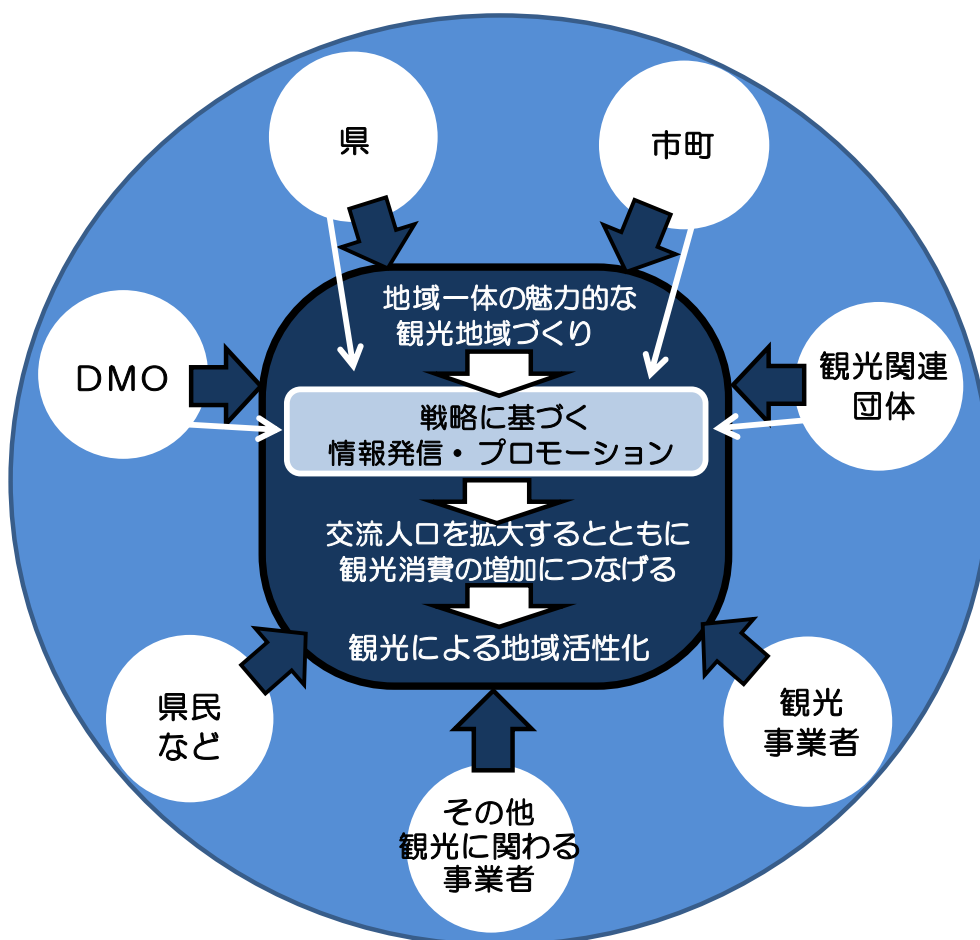 県
市町
地域一体の魅力的な
観光地域づくり
DMO
観光関連
団体
戦略に基づく
情報発信・ プロモーション
交流人口を拡大するとともに
観光消費の増加につなげる
観光による地域活性化
県民
など
観光
事業者
その他
観光に関わる
事業者